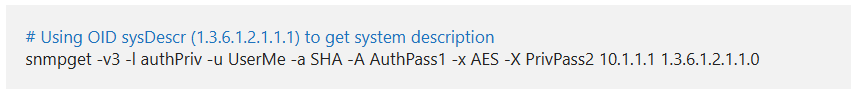 # Using OID sysDescr (1.3.6.1.2.1.1.1) to get system description
snmpget -v3 -l authPriv -u UserMe -a SHA -A AuthPass1 -x AES -X PrivPass2 10.1.1.1 1.3.6.1.2.1.1.0